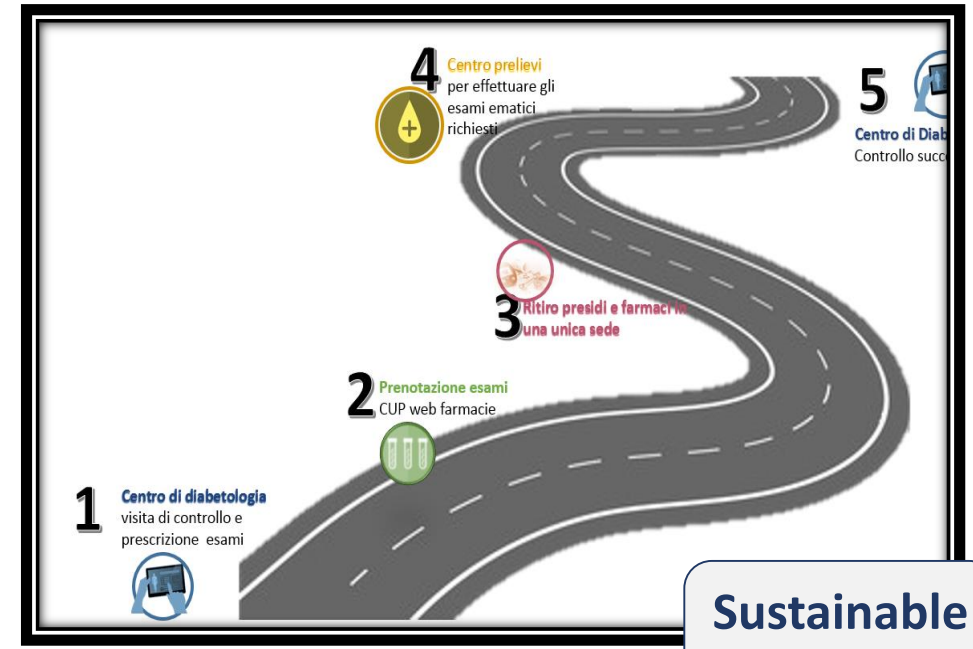 4
Centro prelievi
per effettuare gli
esami ematici
richiesti
5
Centro di Diab
Controllo succ
3
Ritiro presidi e farmaci in
una unica sede
2
Prenotazione esami
CUP web farmacie
1
Centro di diabetologia
visita di controllo e
prescrizione esami
Sustainable